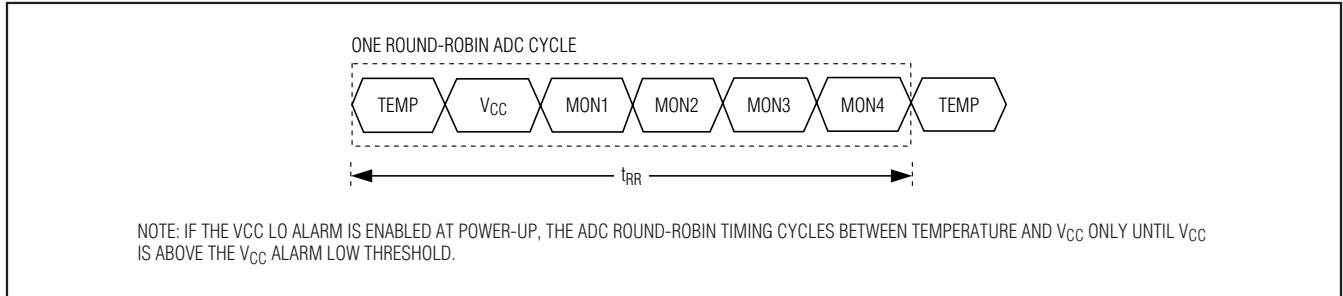 ONE ROUND-ROBIN ADC CYCLE
TEMP VCC MON1 MON2 MON3 MON4 TEMP
tRR
NOTE: IF THE VCC LO ALARM IS ENABLED AT POWER-UP, THE ADC ROUND-ROBIN TIMING CYCLES BETWEEN TEMPERATURE AND VCC ONLY UNTIL VCC
IS ABOVE THE VCC ALARM LOW THRESHOLD.